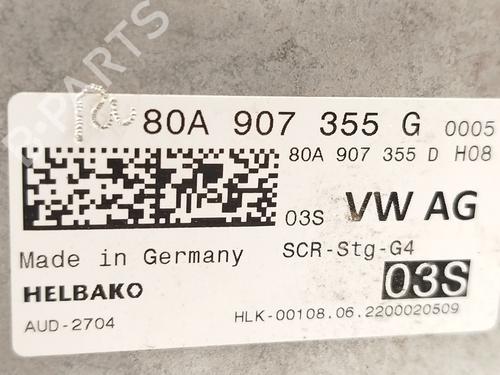 80A 907 355 G 0005
80A 907 355 D H08
03S VW AG
Made in Germany SCR-Stg-G4
HELBAKO 03S
AUD-2704 HLK-00108.06.2200020509